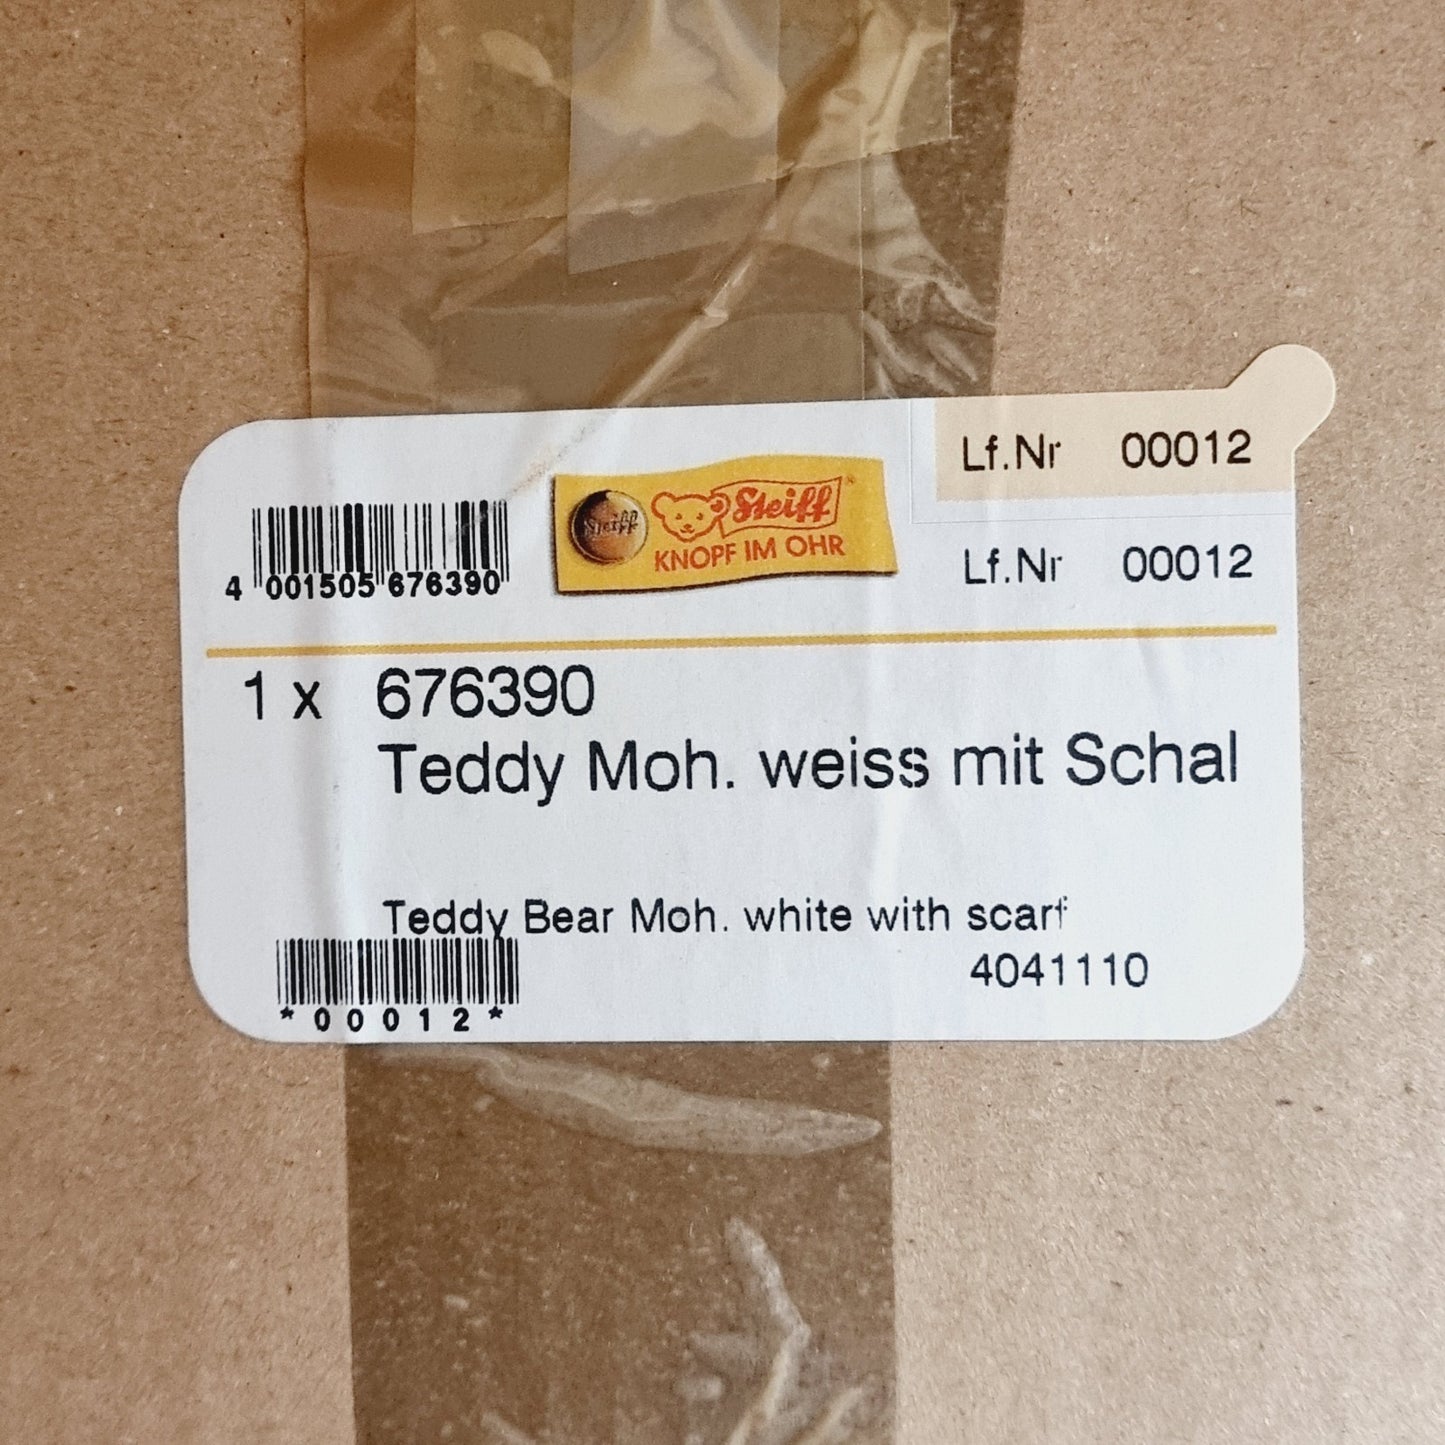 Lf.Nr 00012
4 001505 676390
Steiff
Steiff ®
KNOPF IM OHR
Lf.Nr 00012
1 x 676390
Teddy Moh. weiss mit Schal
Teddy Bear Moh. white with scarf
4041110
*00012*